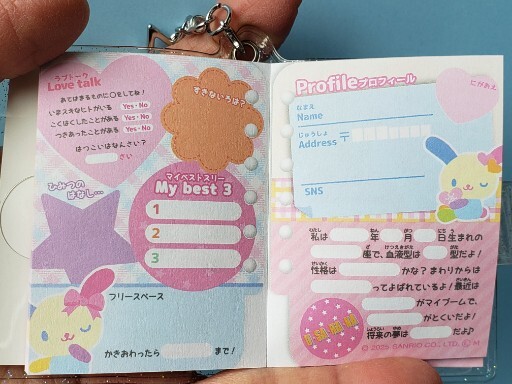 ラブトーク
Love talk
あてはまるものに○をしてね！
いまスキなヒトがいる Yes・No
こくはくしたことがある Yes・No
つきあったことがある Yes・No
はつこいはなんさい？
さい
すきないろは？
ひみつの
はなし…
マイベストスリー
My best 3
1
2
3
フリースペース
かきおわったら まで！
Profile プロフィール
にがおえ
なまえ
Name
じゅうしょ
Address 〒
SNS
私は 年 月 日生まれの
座で、血液型は 型だよ！
性格は かな？まわりからは
ってよばれているよ！最近は
がマイブームで、
がとくいだよ！
将来の夢は だよ♪
© 2025 SANRIO CO., LTD. Ⓗ